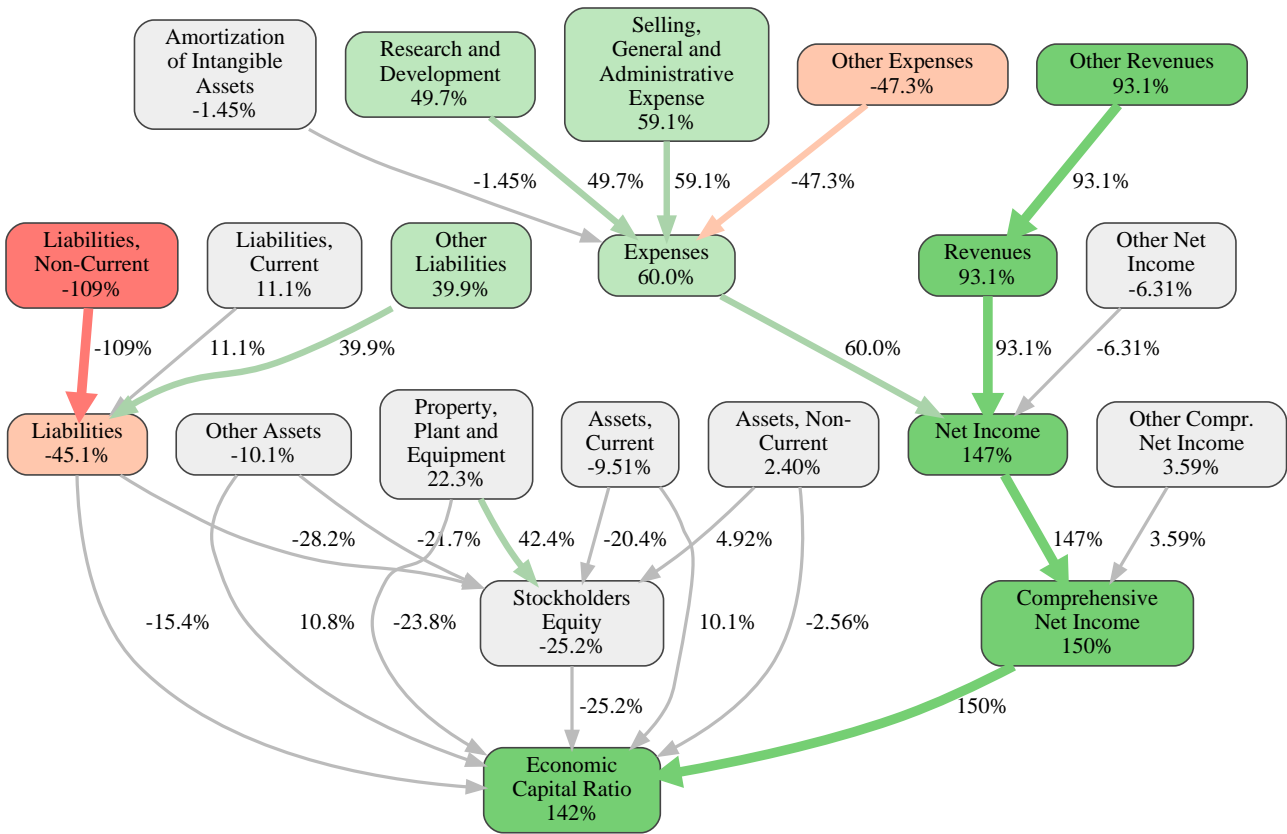 Amortization
of Intangible
Assets
-1.45%
Research and
Development
49.7%
Selling,
General and
Administrative
Expense
59.1%
Other Expenses
-47.3%
Other Revenues
93.1%
-1.45%
49.7%
59.1%
-47.3%
93.1%
Liabilities,
Non-Current
-109%
Liabilities,
Current
11.1%
Other
Liabilities
39.9%
Expenses
60.0%
Revenues
93.1%
Other Net
Income
-6.31%
-109%
11.1%
39.9%
60.0%
93.1%
-6.31%
Liabilities
-45.1%
Other Assets
-10.1%
Property,
Plant and
Equipment
22.3%
Assets,
Current
-9.51%
Assets, Non-
Current
2.40%
Net Income
147%
Other Compr.
Net Income
3.59%
-28.2%
-21.7%
42.4%
-20.4%
4.92%
147%
3.59%
Stockholders
Equity
-25.2%
Comprehensive
Net Income
150%
-15.4%
10.8%
-23.8%
10.1%
-2.56%
-25.2%
150%
Economic
Capital Ratio
142%